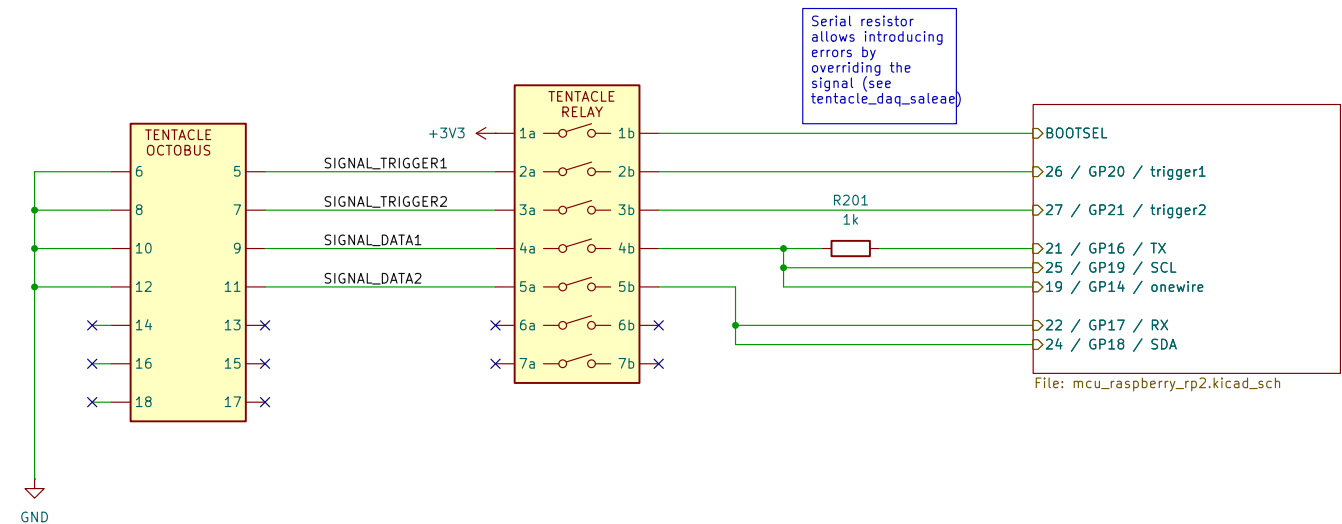 Serial resistor
allows introducing
errors by
overriding the
signal (see
tentacle_daq_saleae)
TENTACLE
RELAY
+3V3
1a
1b
BOOTSEL
TENTACLE
OCTOBUS
6
5
SIGNAL_TRIGGER1
2a
2b
26 / GP20 / trigger1
8
7
SIGNAL_TRIGGER2
3a
3b
R201
1k
27 / GP21 / trigger2
10
9
SIGNAL_DATA1
4a
4b
21 / GP16 / TX
25 / GP19 / SCL
12
11
SIGNAL_DATA2
5a
5b
19 / GP14 / onewire
14
13
6a
6b
22 / GP17 / RX
24 / GP18 / SDA
16
15
7a
7b
File: mcu_raspberry_rp2.kicad_sch
18
17
GND